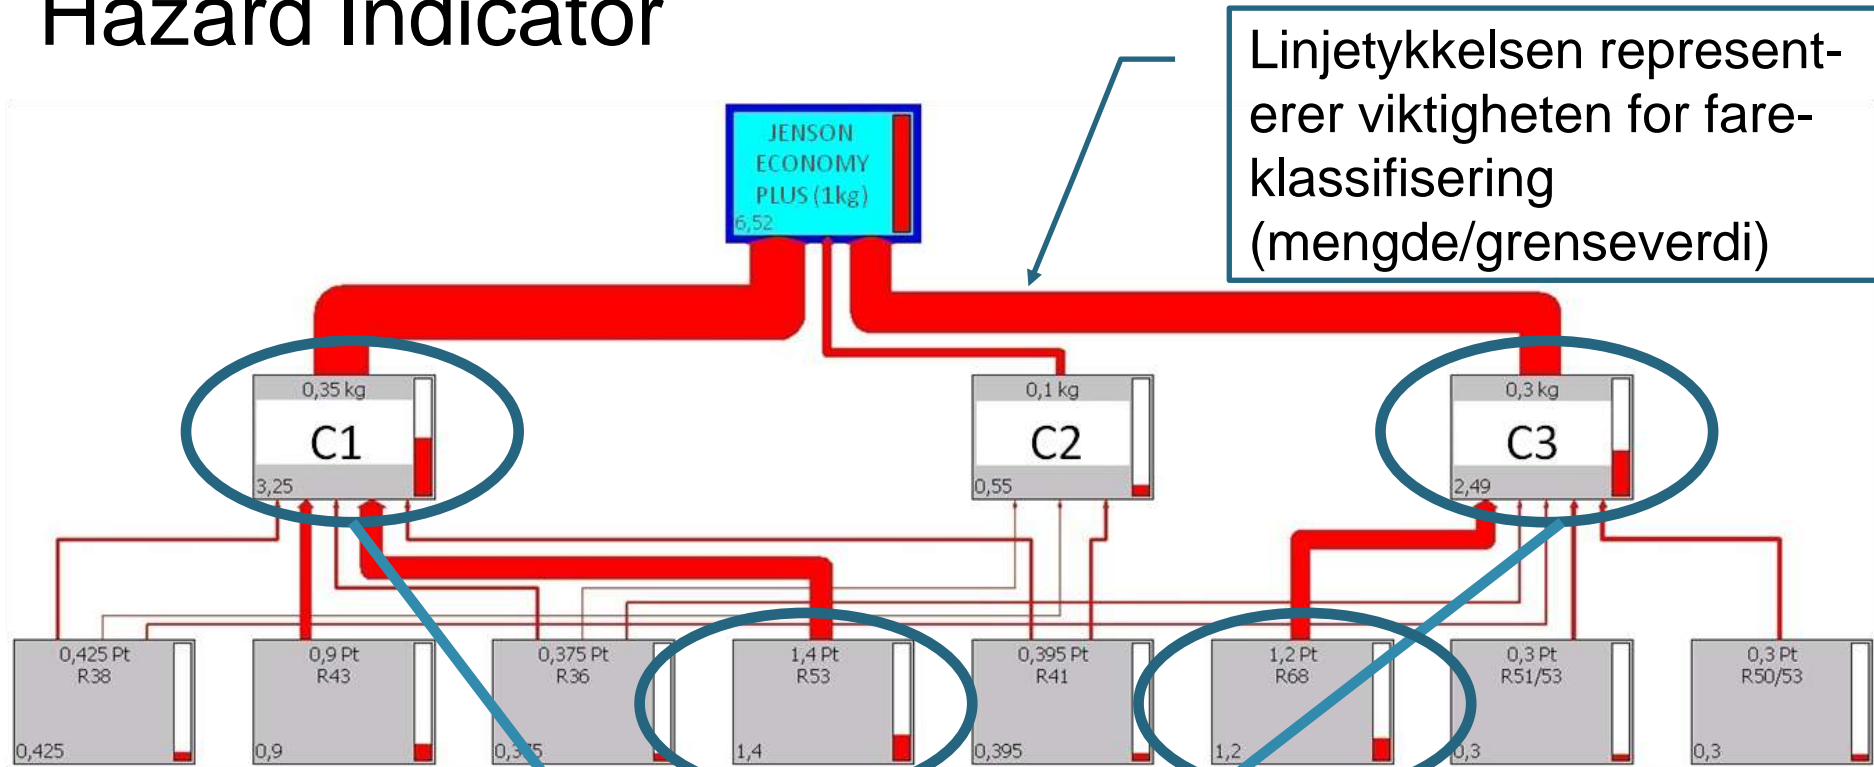 Hazard Indicator
Linjetykkelsen represent-
erer viktigheten for fare-
klassifisering
(mengde/grenseverdi)
JENSON
ECONOMY
PLUS (1kg)
6,52
0,35 kg
C1
3,25
0,1 kg
C2
0,55
0,3 kg
C3
2,49
0,425 Pt
R38
0,425
0,9 Pt
R43
0,9
0,375 Pt
R36
0,375
1,4 Pt
R53
1,4
0,395 Pt
R41
0,395
1,2 Pt
R68
1,2
0,3 Pt
R51/53
0,3
0,3 Pt
R50/53
0,3